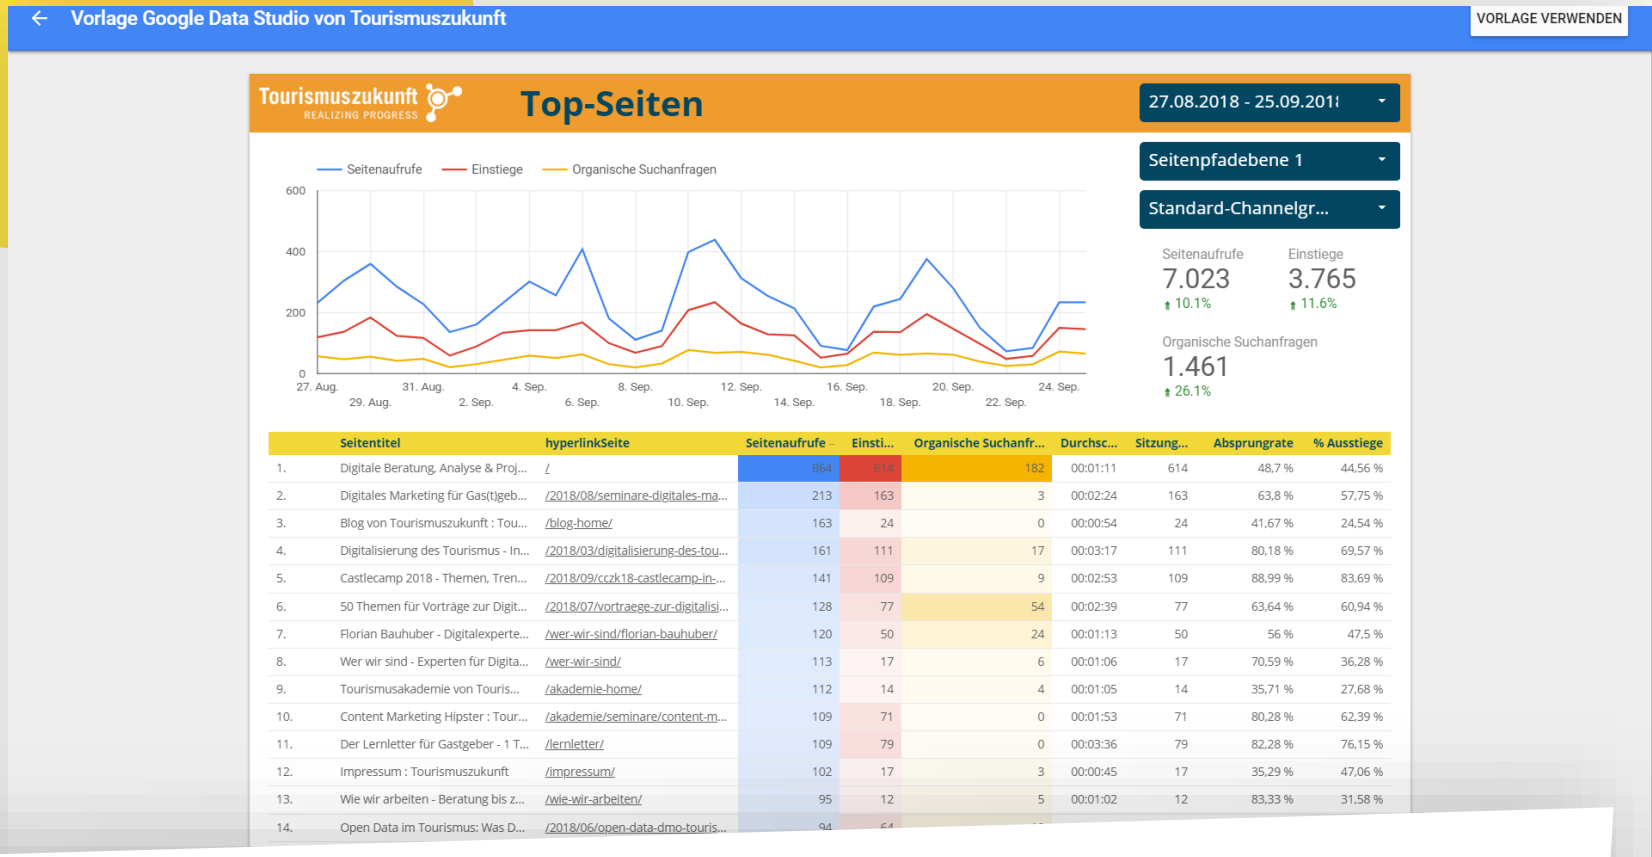 Vorlage Google Data Studio von Tourismuszukunft
VORLAGE VERWENDEN
Tourismuszukunft
REALIZING PROGRESS
Top-Seiten
27.08.2018 - 25.09.201
Seitenpfadebene 1
Standard-Channelgr...
Seitenaufrufe Einstiege Organische Suchanfragen
600
400
200
0
27. Aug. 31. Aug. 4. Sep. 8. Sep. 12. Sep. 16. Sep. 20. Sep. 24. Sep.
29. Aug. 2. Sep. 6. Sep. 10. Sep. 14. Sep. 18. Sep. 22. Sep.
Seitenaufrufe Einstiege
7.023 3.765
10.1% 11.6%
Organische Suchanfragen
1.461
26.1%
Seitentitel hyperlinkSeite Seitenaufrufe Einsti... Organische Suchanfr... Durchsc... Sitzung... Absprungrate % Ausstiege
1. Digitale Beratung, Analyse & Proj... / 864 614 182 00:01:11 614 48,7 % 44,56 %
2. Digitales Marketing für Gas(t)geb... /2018/08/seminare-digitales-ma... 213 163 3 00:02:24 163 63,8 % 57,75 %
3. Blog von Tourismuszukunft : Tou... /blog-home/ 163 24 0 00:00:54 24 41,67 % 24,54 %
4. Digitalisierung des Tourismus - In... /2018/03/digitalisierung-des-tou... 161 111 17 00:03:17 111 80,18 % 69,57 %
5. Castlecamp 2018 - Themen, Tren... /2018/09/cczk18-castlecamp-in-... 141 109 9 00:02:53 109 88,99 % 83,69 %
6. 50 Themen für Vorträge zur Digit... /2018/07/vortraege-zur-digitalisi... 128 77 54 00:02:39 77 63,64 % 60,94 %
7. Florian Bauhuber - Digitalexperte... /wer-wir-sind/florian-bauhuber/ 120 50 24 00:01:13 50 56 % 47,5 %
8. Wer wir sind - Experten für Digita... /wer-wir-sind/ 113 17 6 00:01:06 17 70,59 % 36,28 %
9. Tourismusakademie von Touris... /akademie-home/ 112 14 4 00:01:05 14 35,71 % 27,68 %
10. Content Marketing Hipster : Tour... /akademie/seminare/content-m... 109 71 0 00:01:53 71 80,28 % 62,39 %
11. Der Lernletter für Gastgeber - 1 T... /lernletter/ 109 79 0 00:03:36 79 82,28 % 76,15 %
12. Impressum : Tourismuszukunft /impressum/ 102 17 3 00:00:45 17 35,29 % 47,06 %
13. Wie wir arbeiten - Beratung bis z... /wie-wir-arbeiten/ 95 12 5 00:01:02 12 83,33 % 31,58 %
14. Open Data im Tourismus: Was D... /2018/06/open-data-dmo-touris... 94 64